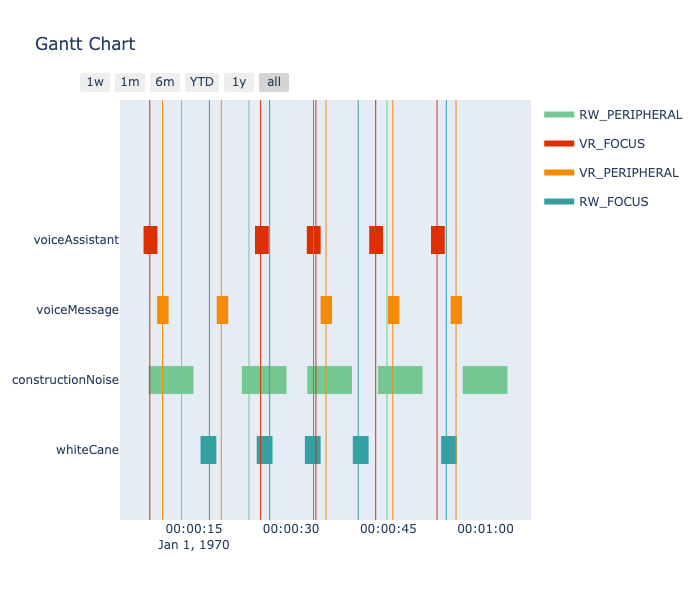 Gantt Chart
1w 1m 6m YTD 1y all
RW_PERIPHERAL
VR_FOCUS
VR_PERIPHERAL
RW_FOCUS
voiceAssistant
voiceMessage
constructionNoise
whiteCane
00:00:15 00:00:30 00:00:45 00:01:00
Jan 1, 1970